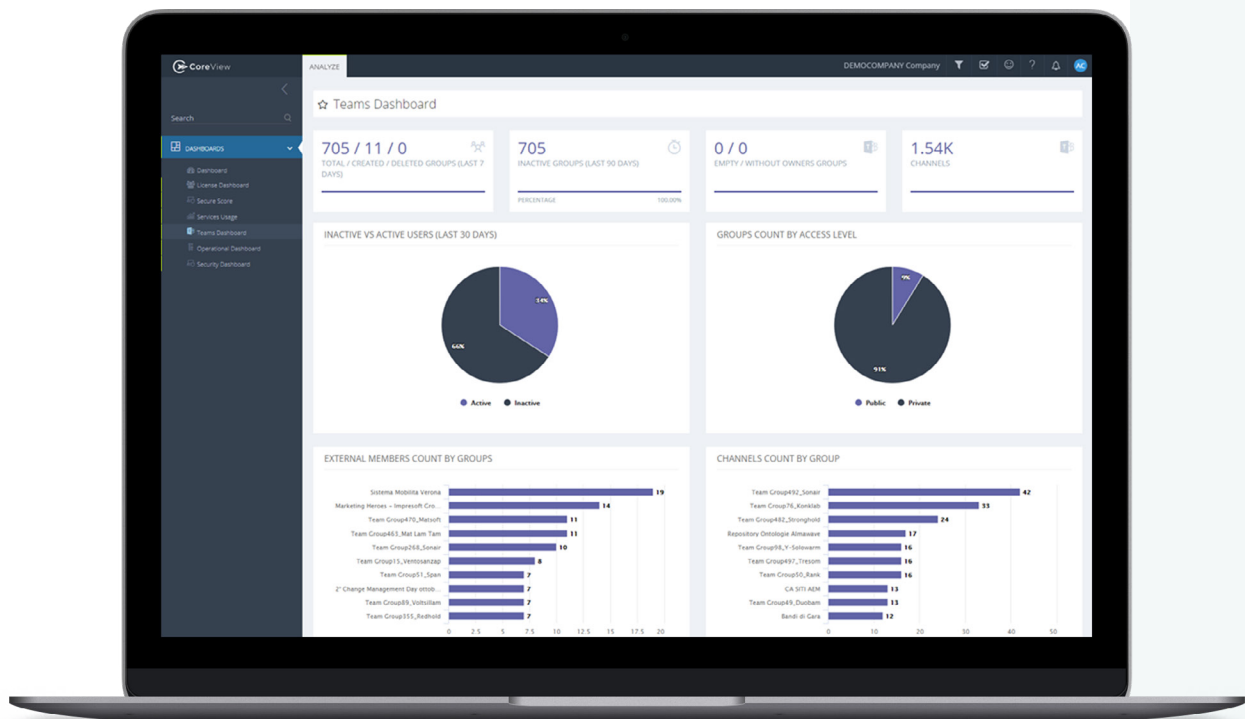 CoreView
ANALYZE
DEMOCOMPANY Company
?
AC
Search
DASHBOARDS
Dashboard
License Dashboard
Secure Score
Services Usage
Teams Dashboard
Operational Dashboard
Security Dashboard
Teams Dashboard
705 / 11 / 0
TOTAL / CREATED / DELETED GROUPS (LAST 7
DAYS)
705
INACTIVE GROUPS (LAST 90 DAYS)
PERCENTAGE 100.00%
0 / 0
EMPTY / WITHOUT OWNERS GROUPS
1.54K
CHANNELS
INACTIVE VS ACTIVE USERS (LAST 30 DAYS)
34%
66%
Active Inactive
GROUPS COUNT BY ACCESS LEVEL
9%
91%
Public Private
EXTERNAL MEMBERS COUNT BY GROUPS
Sistema Mobilita Verona 19
Marketing Heroes - Impresoft Gro... 14
Team Group470_Matsoft 11
Team Group463_Mat Lam Tam 11
Team Group268_Sonair 10
Team Group15_Ventosanzap 8
Team Group51_Span 7
2° Change Management Day ottob... 7
Team Group89_Voltsillam 7
Team Group355_Redhold 7
0 2.5 5 7.5 10 12.5 15 17.5 20
CHANNELS COUNT BY GROUP
Team Group492_Sonair 42
Team Group76_Konklab 33
Team Group482_Stronghold 24
Repository Ontologie Almawave 17
Team Group98_Y-Solowarm 16
Team Group497_Tresom 16
Team Group50_Rank 16
CA SITI AEM 13
Team Group49_Duobam 13
Bandi di Gara 12
0 10 20 30 40 50